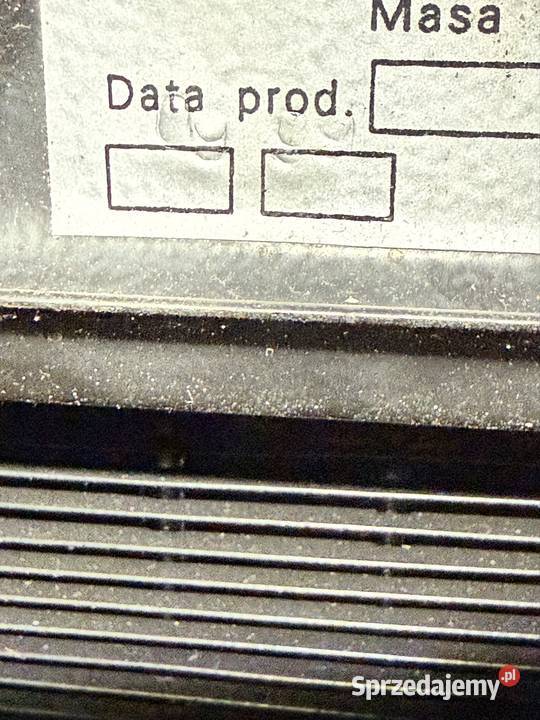 Masa
Data prod.
Sprzedajemy.pl